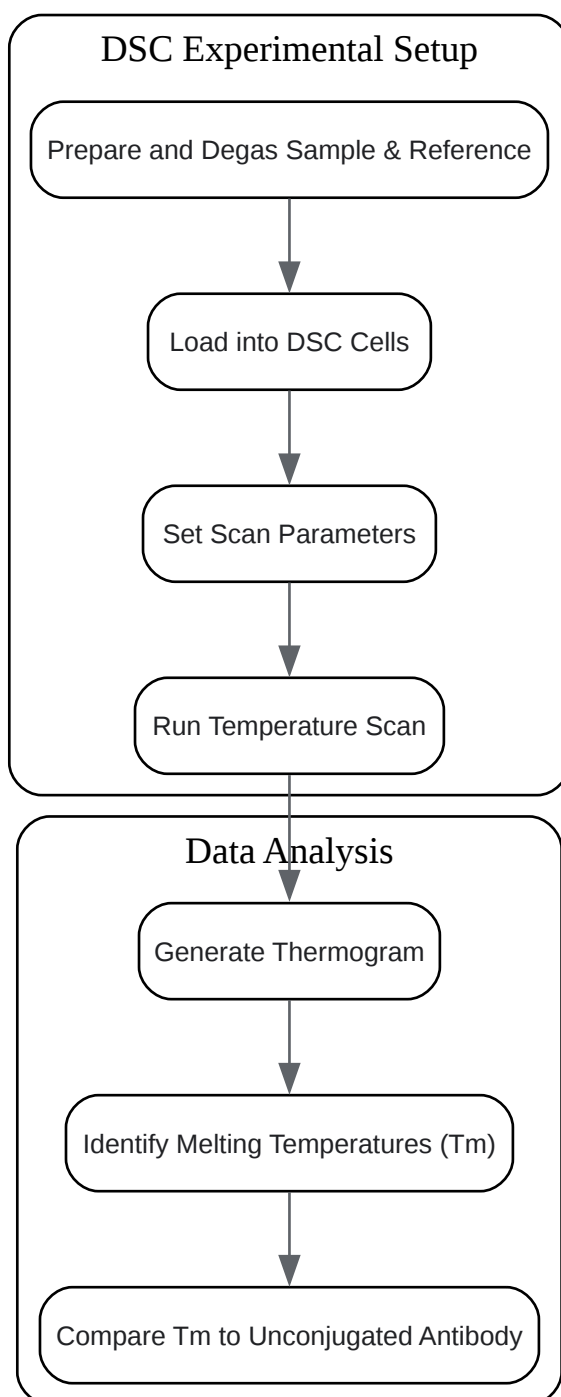 DSC Experimental Setup
Prepare and Degas Sample & Reference
Load into DSC Cells
Set Scan Parameters
Run Temperature Scan
Data Analysis
Generate Thermogram
Identify Melting Temperatures (Tm)
Compare Tm to Unconjugated Antibody